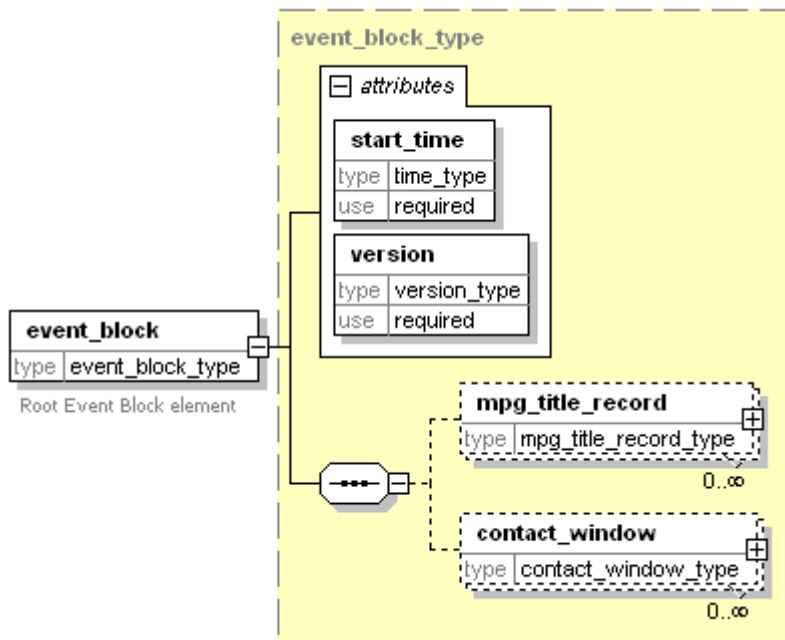 event_block_type
attributes
start_time
type time_type
use required
version
type version_type
use required
event_block
type event_block_type
Root Event Block element
mpg_title_record
type mpg_title_record_type
0..∞
contact_window
type contact_window_type
0..∞